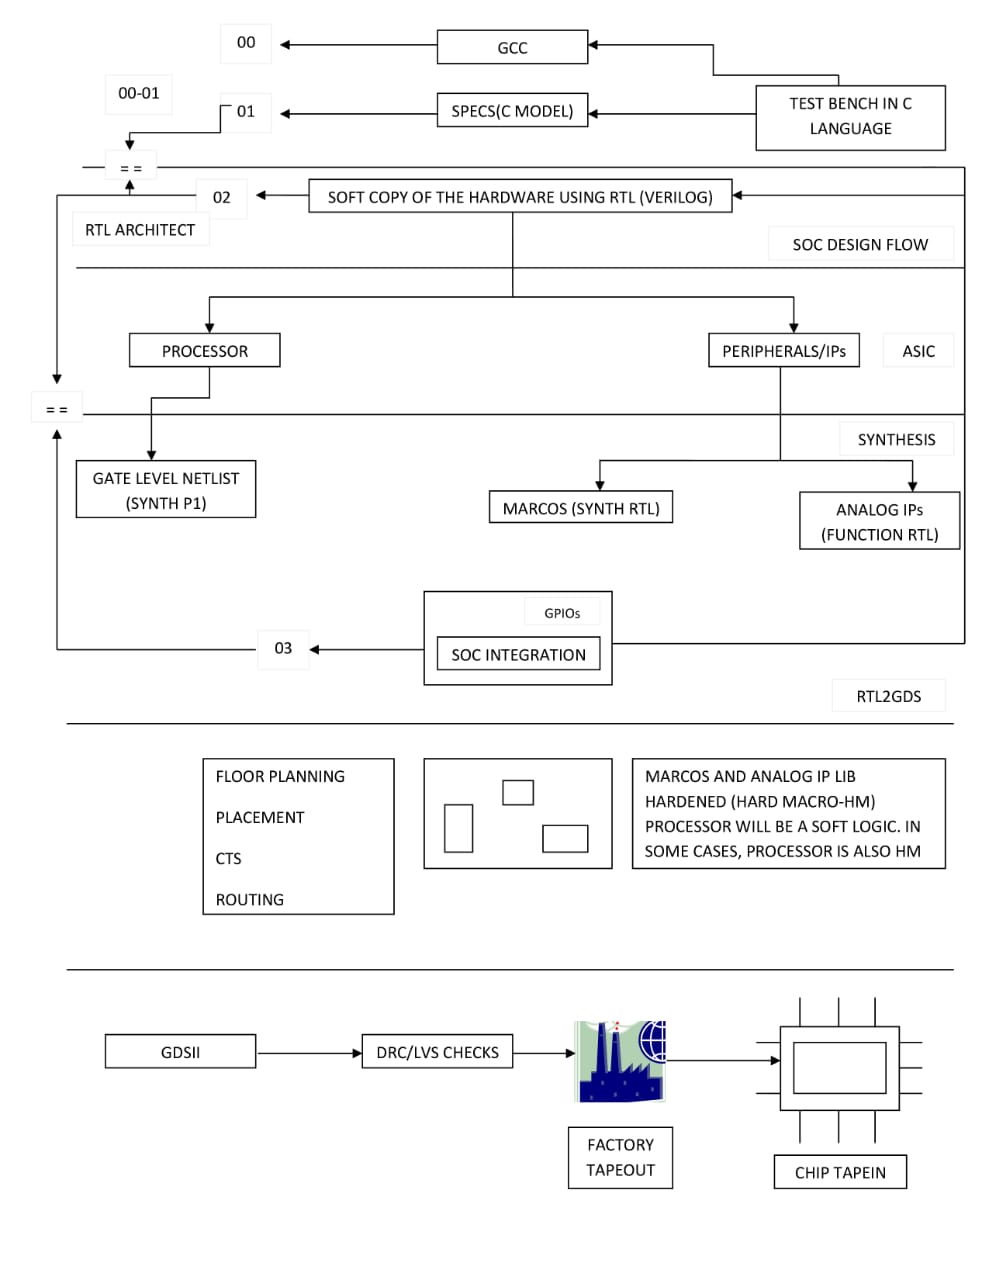 00
GCC
00-01
01
SPECS(C MODEL)
TEST BENCH IN C
LANGUAGE
= =
02
SOFT COPY OF THE HARDWARE USING RTL (VERILOG)
RTL ARCHITECT
SOC DESIGN FLOW
PROCESSOR
PERIPHERALS/IPs
ASIC
= =
SYNTHESIS
GATE LEVEL NETLIST
(SYNTH P1)
MARCOS (SYNTH RTL)
ANALOG IPs
(FUNCTION RTL)
GPIOs
03
SOC INTEGRATION
RTL2GDS
FLOOR PLANNING
PLACEMENT
CTS
ROUTING
MARCOS AND ANALOG IP LIB
HARDENED (HARD MACRO-HM)
PROCESSOR WILL BE A SOFT LOGIC. IN
SOME CASES, PROCESSOR IS ALSO HM
GDSII
DRC/LVS CHECKS
FACTORY
TAPEOUT
CHIP TAPEIN